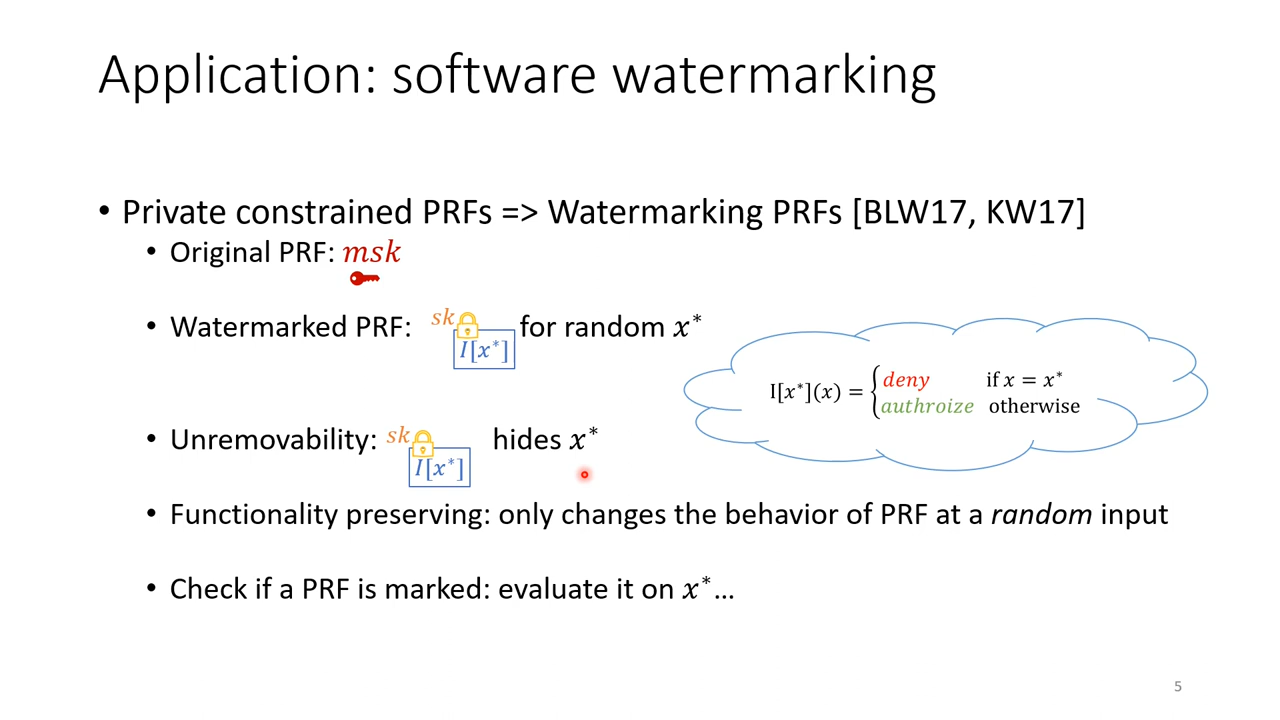 Application: software watermarking
• Private constrained PRFs => Watermarking PRFs [BLW17, KW17]
• Original PRF: msk
• Watermarked PRF: sk I[x*] for random x*
I[x*](x) = { deny if x = x*
authroize otherwise
• Unremovability: sk I[x*] hides x*
• Functionality preserving: only changes the behavior of PRF at a random input
• Check if a PRF is marked: evaluate it on x*…
5